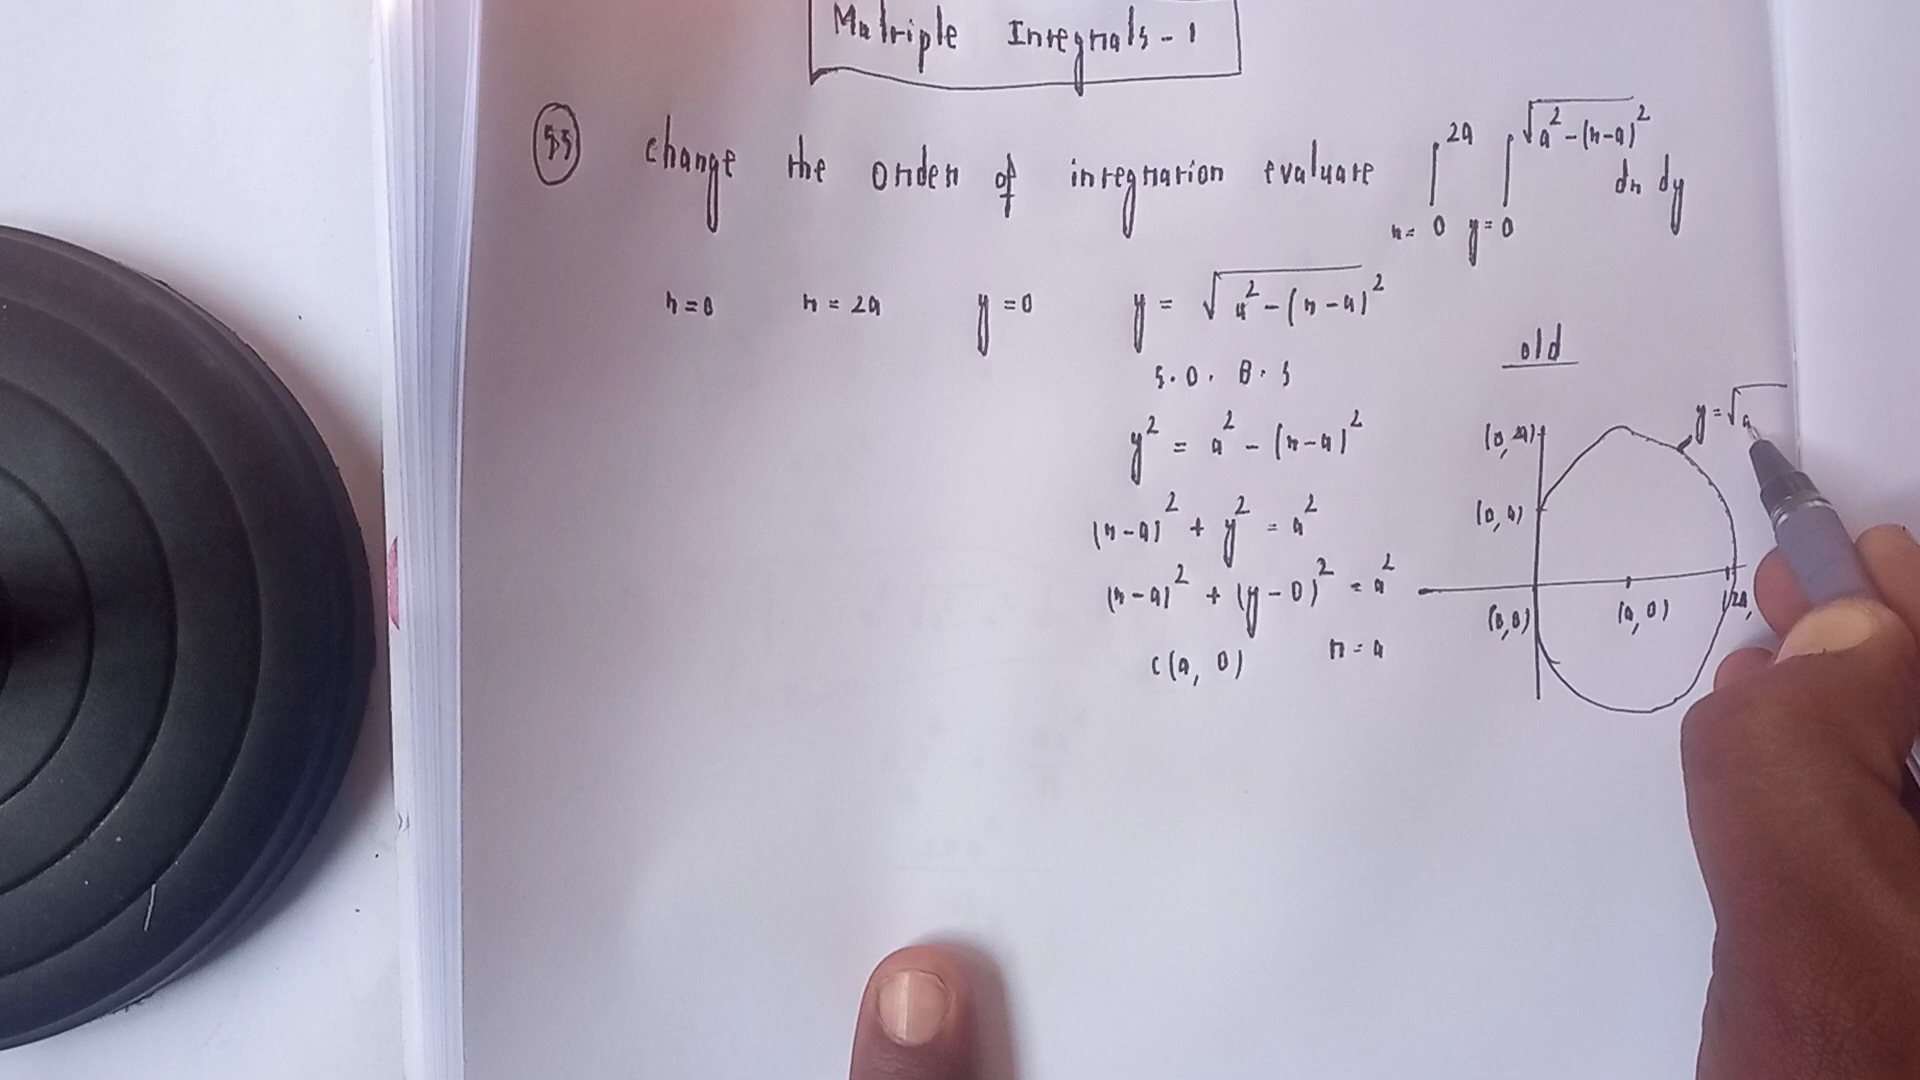 Multiple Integrals - 1
55 change the order of integration evaluate ∫ x=0 2a ∫ y=0 √a²-(x-a)² dx dy
x=0 x = 2a y = 0 y = √a²-(x-a)²
S.O.B.S
y² = a² - (x-a)²
(x-a)² + y² = a²
(x-a)² + (y-0)² = a²
c(a, 0) r = a
old
y = √a
(0, 2a)
(0, a)
(0,0) (a, 0) (2a,